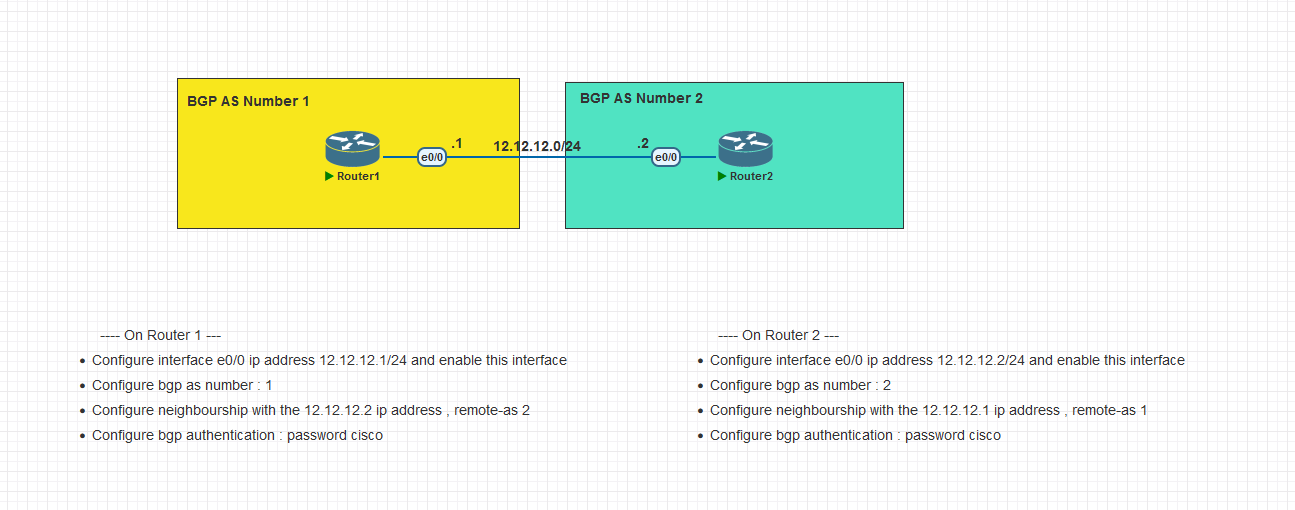 BGP AS Number 1
BGP AS Number 2
.1
12.12.12.0/24
.2
e0/0
e0/0
Router1
Router2
---- On Router 1 ---
• Configure interface e0/0 ip address 12.12.12.1/24 and enable this interface
• Configure bgp as number : 1
• Configure neighbourship with the 12.12.12.2 ip address , remote-as 2
• Configure bgp authentication : password cisco
---- On Router 2 ---
• Configure interface e0/0 ip address 12.12.12.2/24 and enable this interface
• Configure bgp as number : 2
• Configure neighbourship with the 12.12.12.1 ip address , remote-as 1
• Configure bgp authentication : password cisco